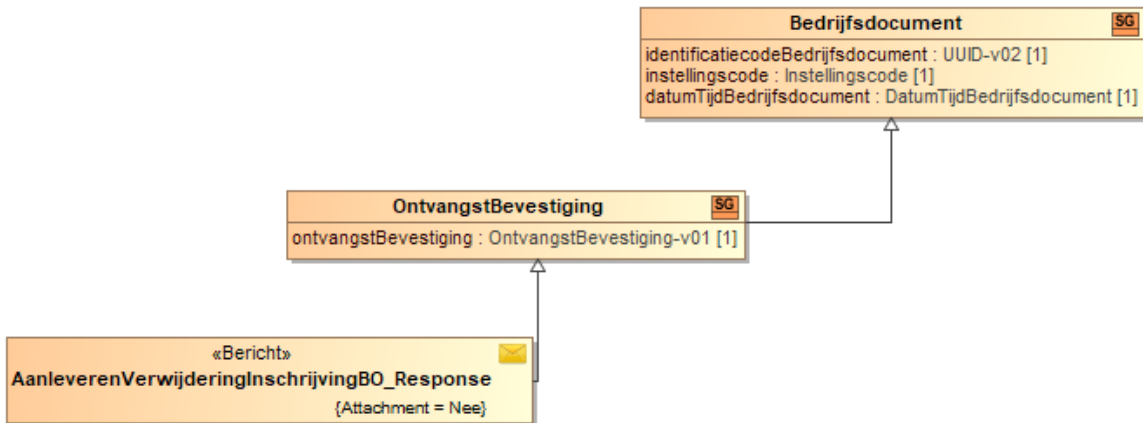 Bedrijfsdocument SG
identificatiecodeBedrijfsdocument : UUID-v02 [1]
instellingscode : Instellingscode [1]
datumTijdBedrijfsdocument : DatumTijdBedrijfsdocument [1]
OntvangstBevestiging SG
ontvangstBevestiging : OntvangstBevestiging-v01 [1]
«Bericht»
AanleverenVerwijderingInschrijvingBO_Response
{Attachment = Nee}